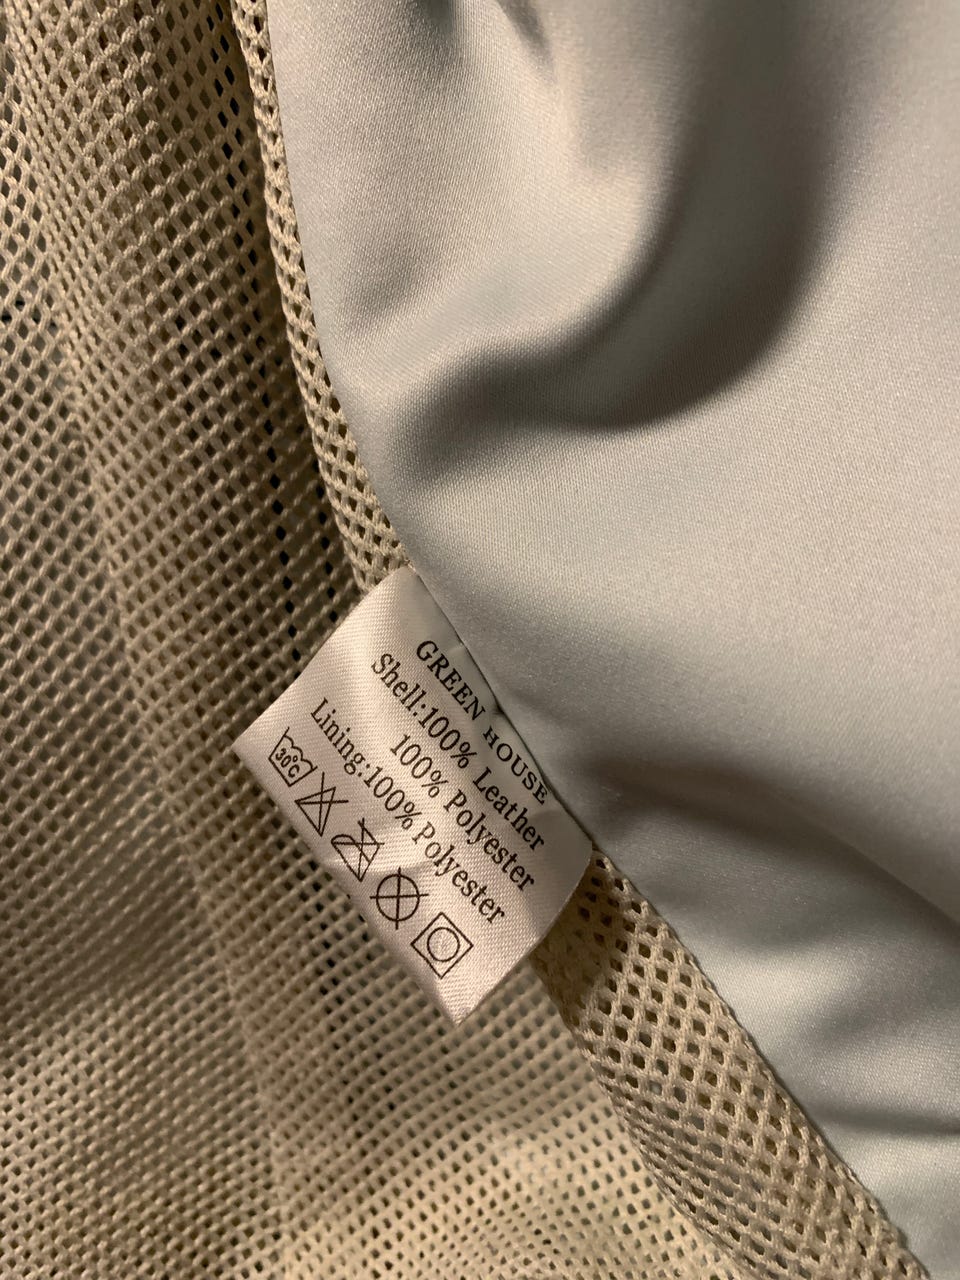 GREEN HOUSE
Shell:100% Leather
100% Polyester
Lining:100% Polyester
30°C